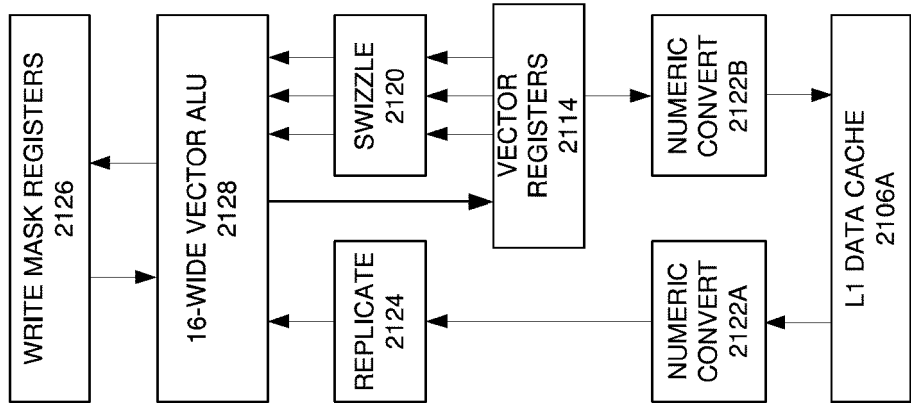 WRITE MASK REGISTERS
2126
16-WIDE VECTOR ALU
2128
REPLICATE
2124
SWIZZLE
2120
VECTOR
REGISTERS
2114
NUMERIC
CONVERT
2122A
NUMERIC
CONVERT
2122B
L1 DATA CACHE
2106A